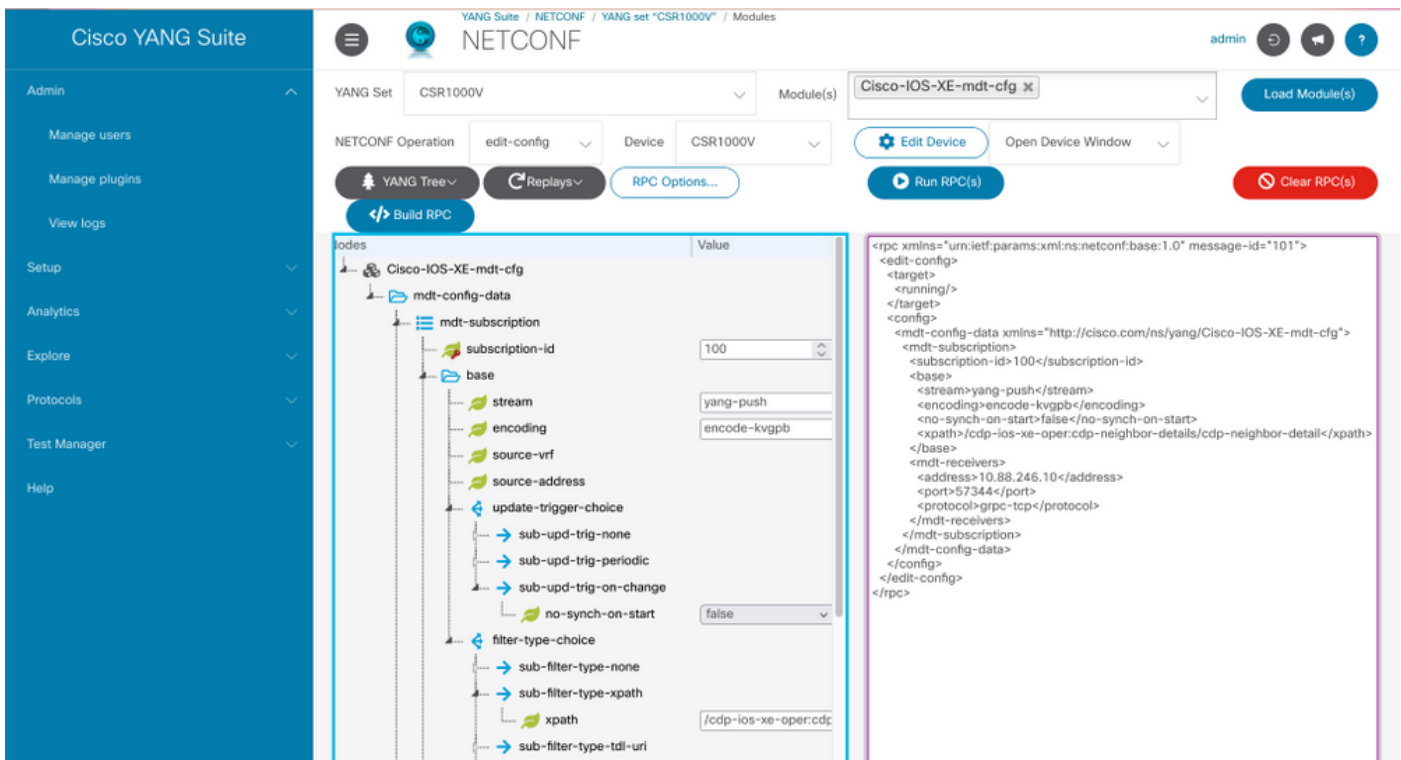 Cisco YANG Suite
YANG Suite / NETCONF / YANG set "CSR1000V" / Modules
NETCONF
admin
?
Admin
Manage users
Manage plugins
View logs
Setup
Analytics
Explore
Protocols
Test Manager
Help
YANG Set CSR1000V Module(s) Cisco-IOS-XE-mdt-cfg Load Module(s)
NETCONF Operation edit-config Device CSR1000V Edit Device Open Device Window
YANG Tree Replays RPC Options... Run RPC(s) Clear RPC(s)
</> Build RPC
lodes Value
Cisco-IOS-XE-mdt-cfg
mdt-config-data
mdt-subscription
subscription-id 100
base
stream yang-push
encoding encode-kvgpb
source-vrf
source-address
update-trigger-choice
sub-upd-trig-none
sub-upd-trig-periodic
sub-upd-trig-on-change
no-synch-on-start false
filter-type-choice
sub-filter-type-none
sub-filter-type-xpath
xpath /cdp-ios-xe-oper:cdp
sub-filter-type-tdl-uri
<rpc xmlns="urn:ietf:params:xml:ns:netconf:base:1.0" message-id="101">
<edit-config>
<target>
<running/>
</target>
<config>
<mdt-config-data xmlns="http://cisco.com/ns/yang/Cisco-IOS-XE-mdt-cfg">
<mdt-subscription>
<subscription-id>100</subscription-id>
<base>
<stream>yang-push</stream>
<encoding>encode-kvgpb</encoding>
<no-synch-on-start>false</no-synch-on-start>
<xpath>/cdp-ios-xe-oper:cdp-neighbor-details/cdp-neighbor-detail</xpath>
</base>
<mdt-receivers>
<address>10.88.246.10</address>
<port>57344</port>
<protocol>grpc-tcp</protocol>
</mdt-receivers>
</mdt-subscription>
</mdt-config-data>
</config>
</edit-config>
</rpc>